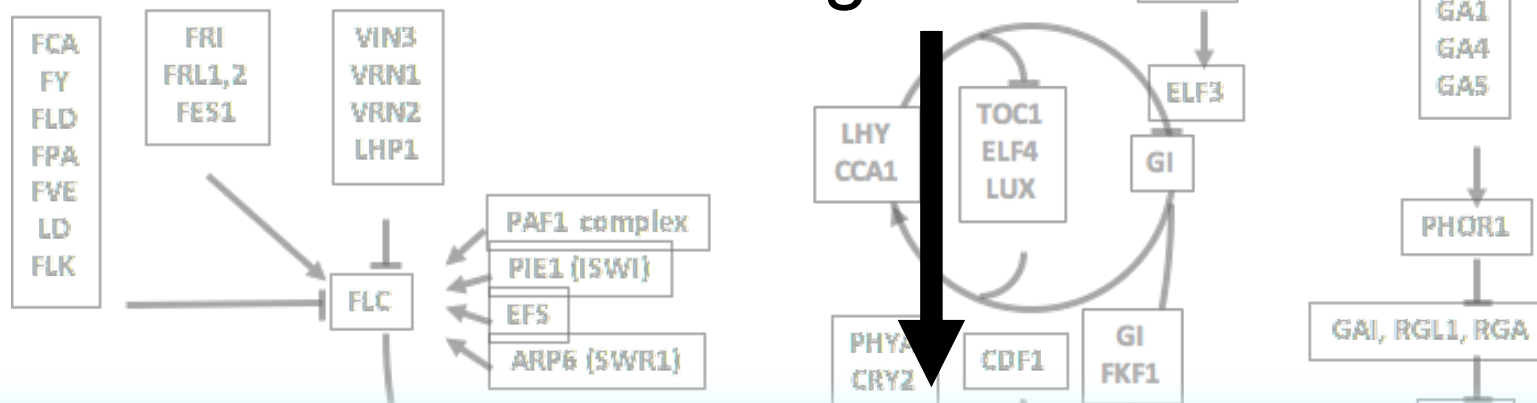 FCA
FY
FLD
FPA
FVE
LD
FLK
FRI
FRL1,2
FES1
VIN3
VRN1
VRN2
LHP1
FLC
PAF1 complex
PIE1 (ISWI)
EFS
ARP6 (SWR1)
LHY
CCA1
TOC1
ELF4
LUX
ELF3
GI
PHYA
CRY2
CDF1
GI
FKF1
GA1
GA4
GA5
PHOR1
GAI, RGL1, RGA